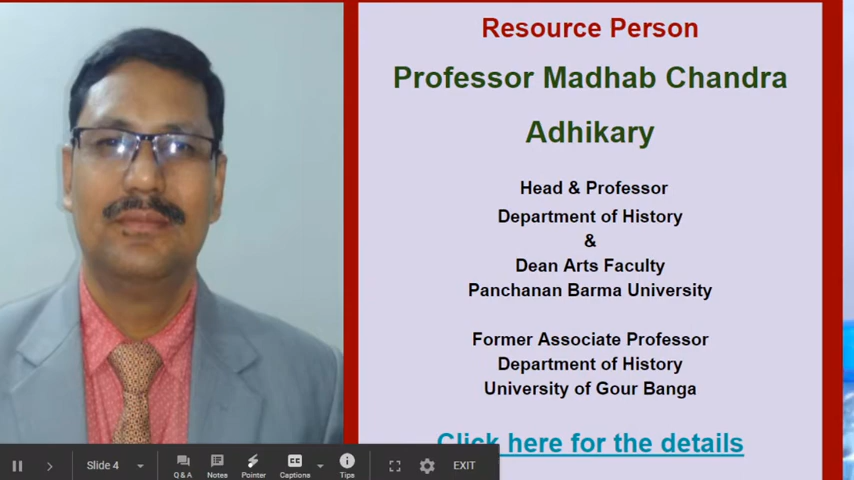 Resource Person
Professor Madhab Chandra
Adhikary
Head & Professor
Department of History
&
Dean Arts Faculty
Panchanan Barma University
Former Associate Professor
Department of History
University of Gour Banga
Click here for the details
Slide 4
Q & A
Notes
Pointer
Captions
Tips
EXIT